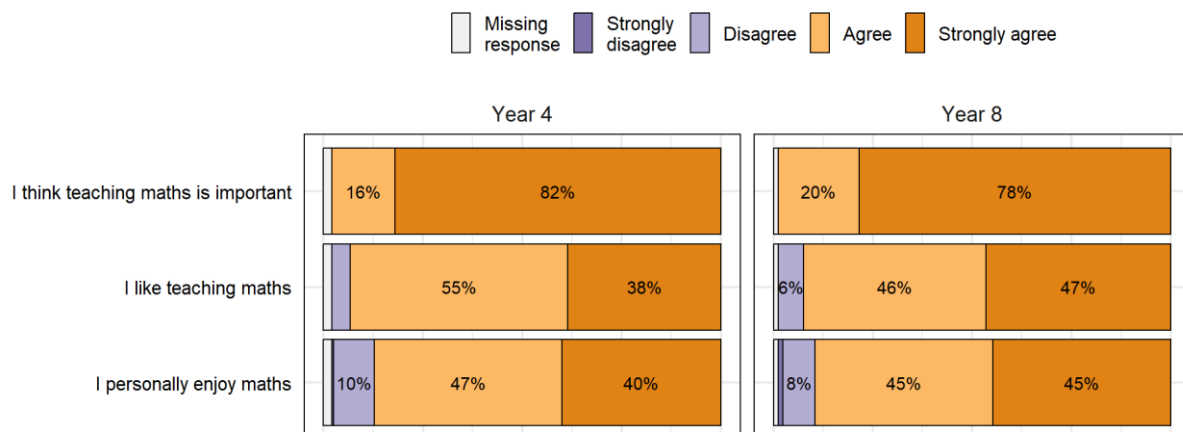 Missing response
Strongly disagree
Disagree
Agree
Strongly agree
Year 4
Year 8
I think teaching maths is important
16%
82%
20%
78%
I like teaching maths
55%
38%
6%
46%
47%
I personally enjoy maths
10%
47%
40%
8%
45%
45%